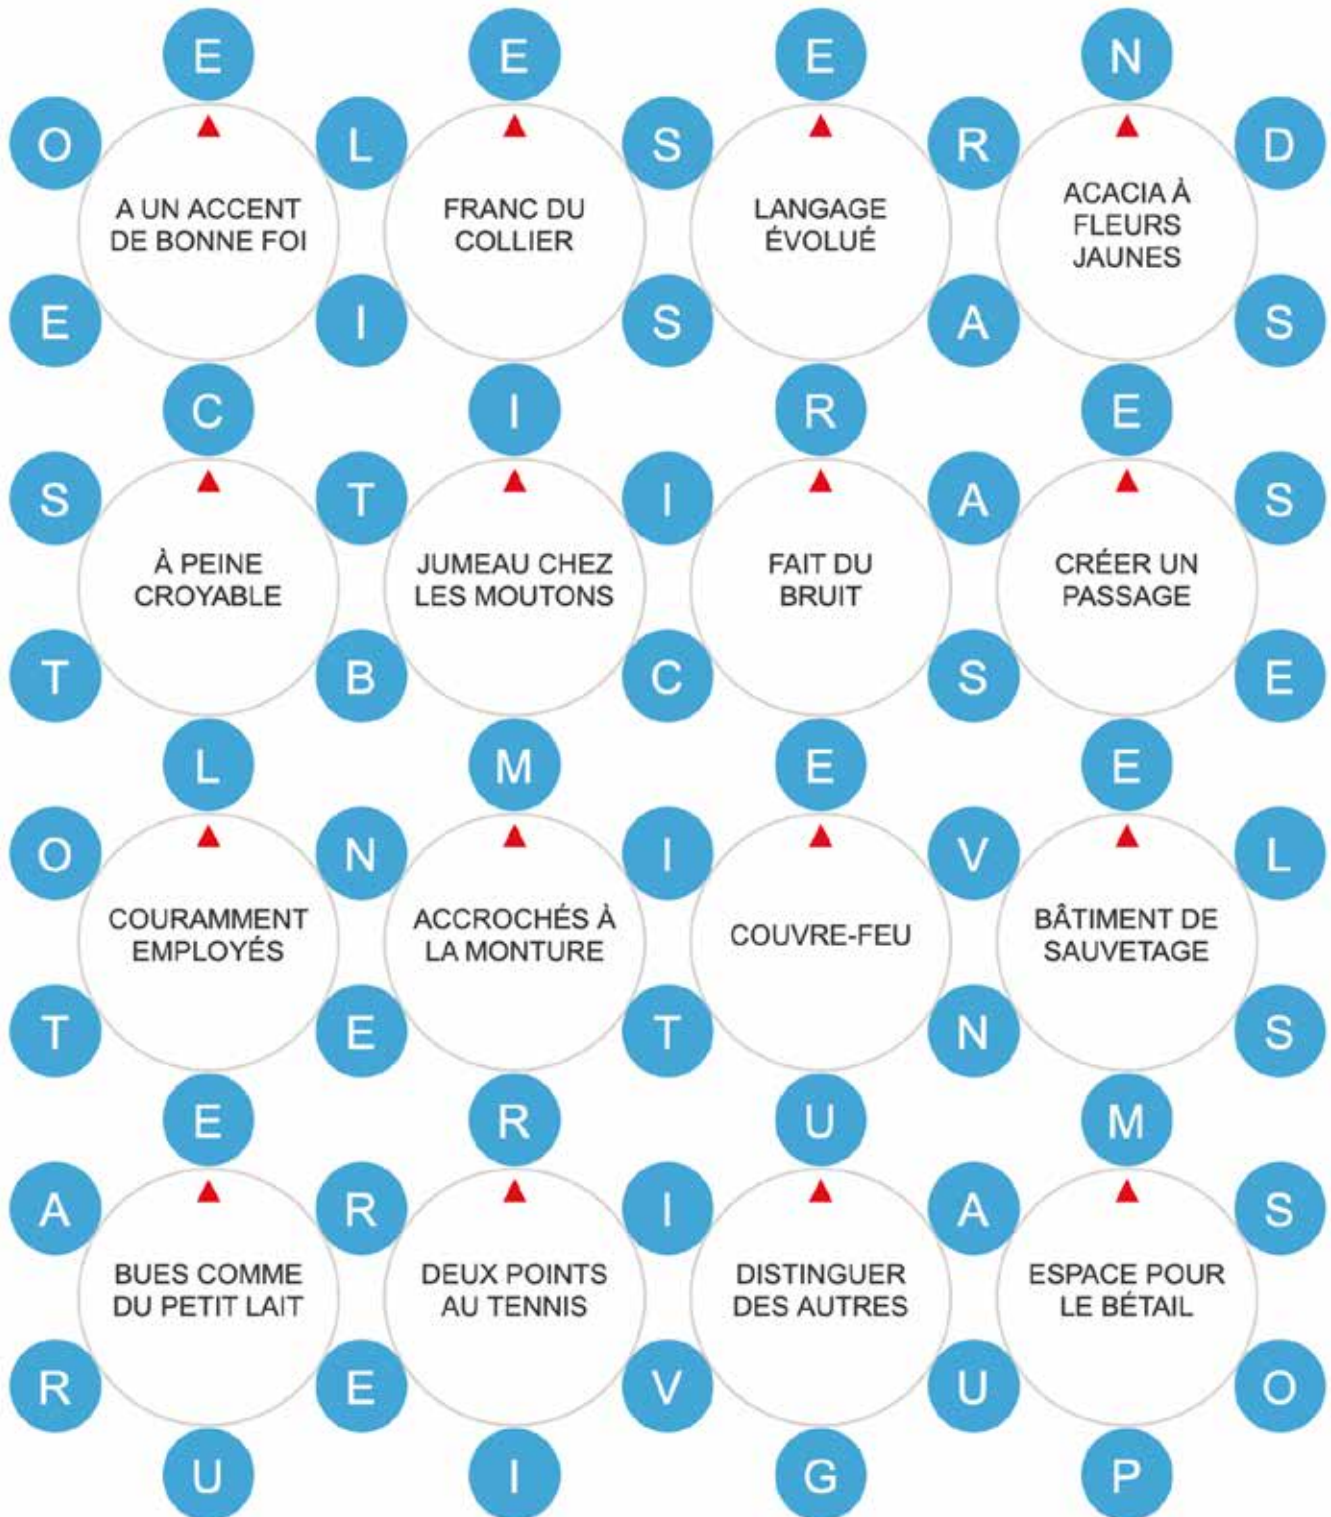 E E E N
O L S R D
A UN ACCENT
DE BONNE FOI
FRANC DU
COLLIER
LANGAGE
ÉVOLUÉ
ACACIA À
FLEURS
JAUNES
E I S A S
C I R E
S T I A S
À PEINE
CROYABLE
JUMEAU CHEZ
LES MOUTONS
FAIT DU
BRUIT
CRÉER UN
PASSAGE
T B C S E
L M E E
O N I V L
COURAMMENT
EMPLOYÉS
ACCROCHÉS À
LA MONTURE
COUVRE-FEU
BÂTIMENT DE
SAUVETAGE
T E T N S
E R U M
A R I A S
BUES COMME
DU PETIT LAIT
DEUX POINTS
AU TENNIS
DISTINGUER
DES AUTRES
ESPACE POUR
LE BÉTAIL
R E V U O
U I G P